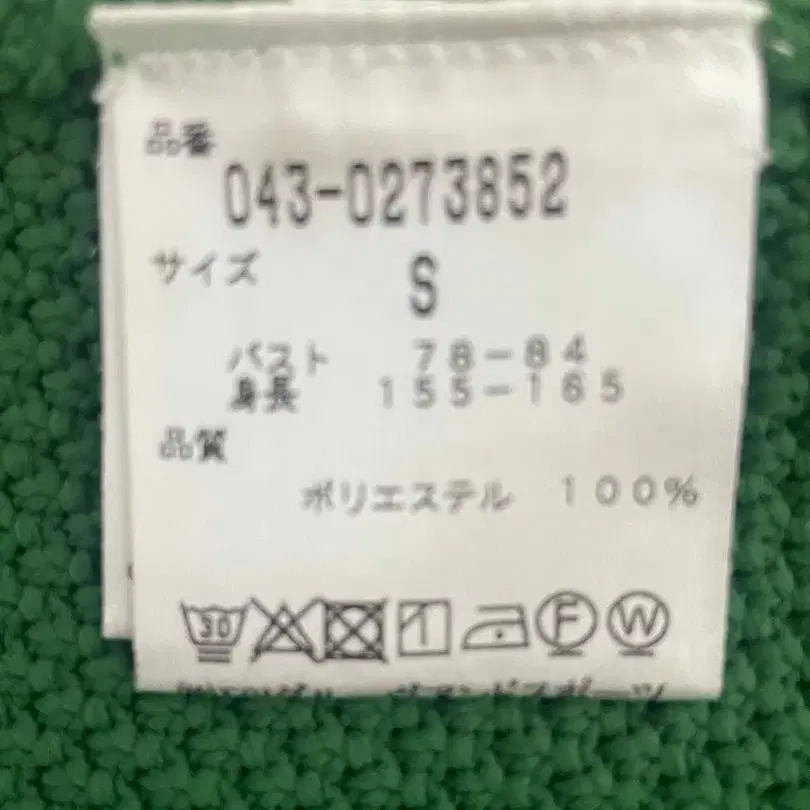 品番
043-0273852
サイズ S
バスト 78-84
身長 155-165
品質
ポリエステル 100%
30 F W